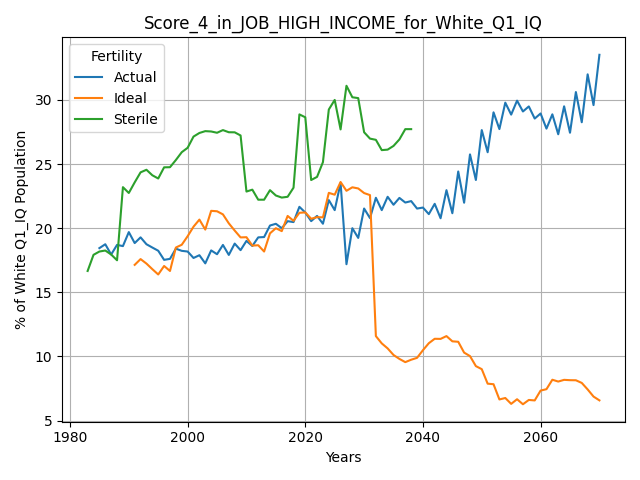 Score_4_in_JOB_HIGH_INCOME_for_White_Q1_IQ
Fertility
Actual
Ideal
Sterile
% of White Q1_IQ Population
30
25
20
15
10
5
1980
2000
2020
2040
2060
Years